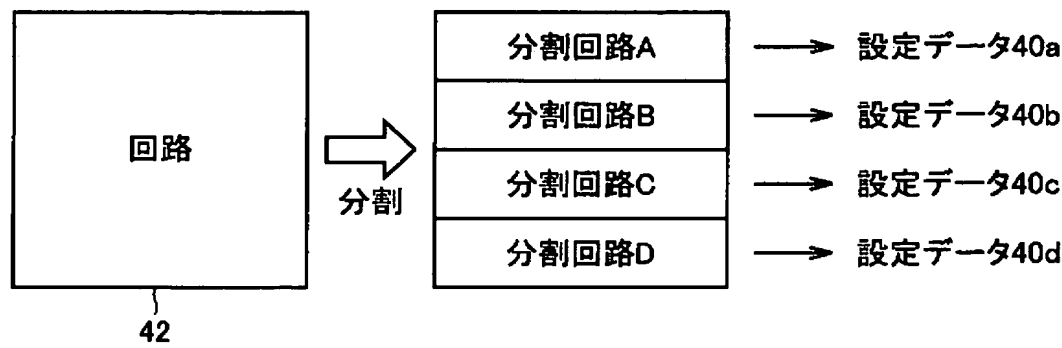 回路
42
分割
分割回路A
分割回路B
分割回路C
分割回路D
設定データ40a
設定データ40b
設定データ40c
設定データ40d